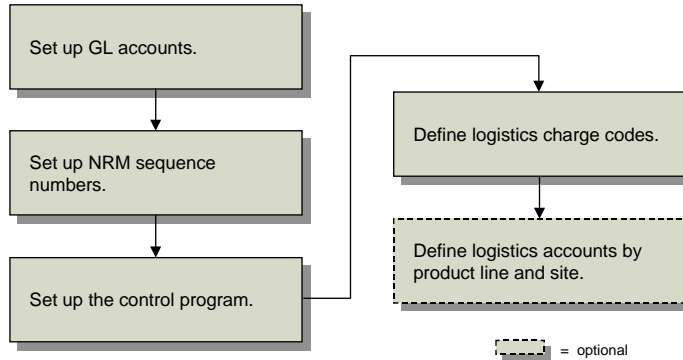 Set up GL accounts.
Set up NRM sequence
numbers.
Set up the control program.
Define logistics charge codes.
Define logistics accounts by
product line and site.
= optional